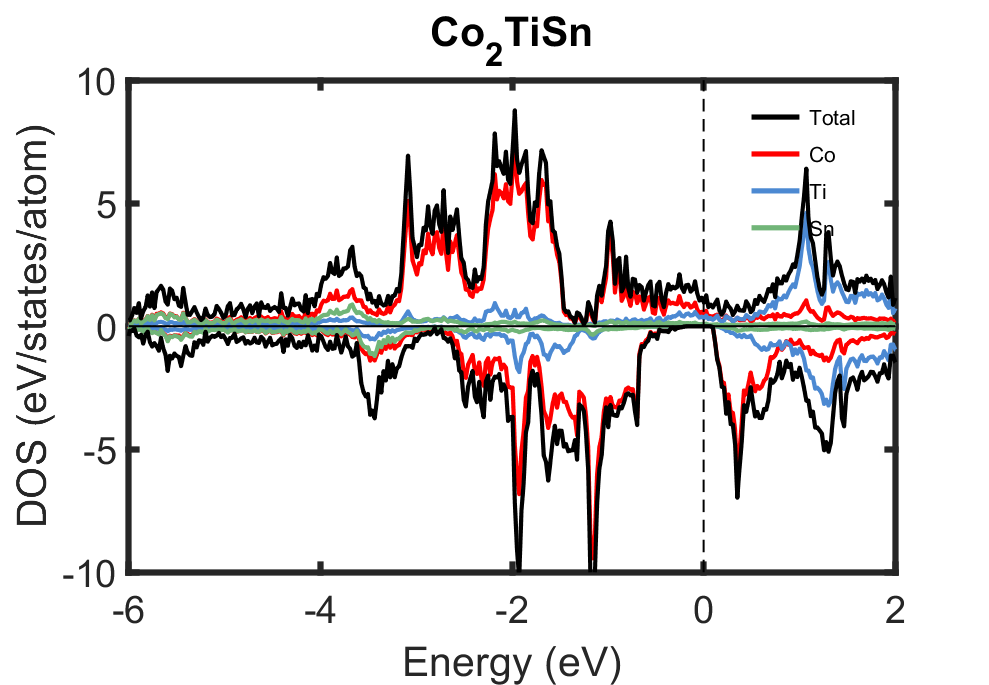 Co₂TiSn
10
5
0
-5
-10
DOS (eV/states/atom)
Total
Co
Ti
Sn
-6 -4 -2 0 2
Energy (eV)